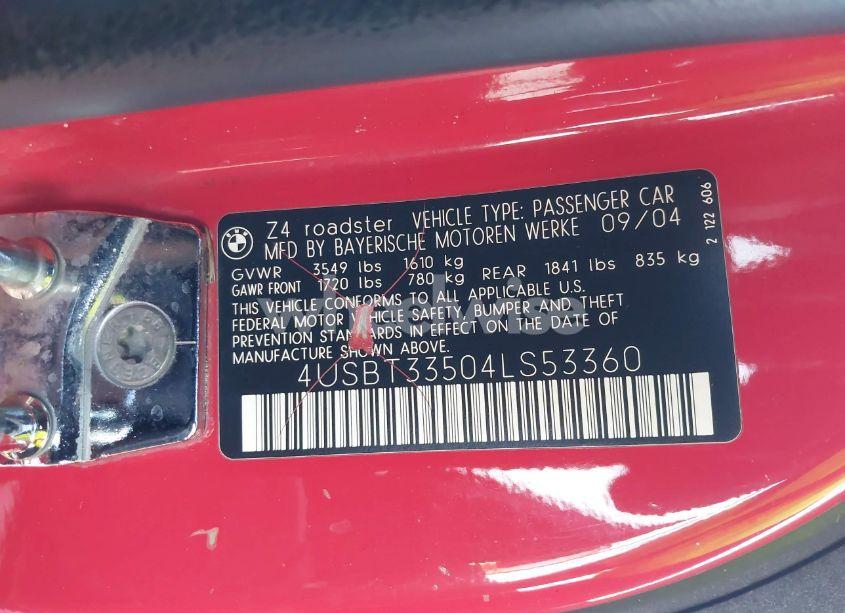 Z4 roadster VEHICLE TYPE: PASSENGER CAR
MFD BY BAYERISCHE MOTOREN WERKE 09/04
GVWR 3549 lbs 1610 kg
GAWR FRONT 1720 lbs 780 kg REAR 1841 lbs 835 kg
THIS VEHICLE CONFORMS TO ALL APPLICABLE U.S.
FEDERAL MOTOR VEHICLE SAFETY, BUMPER AND THEFT
PREVENTION STANDARDS IN EFFECT ON THE DATE OF
MANUFACTURE SHOWN ABOVE.
4USBT33504LS53360
2 122 606